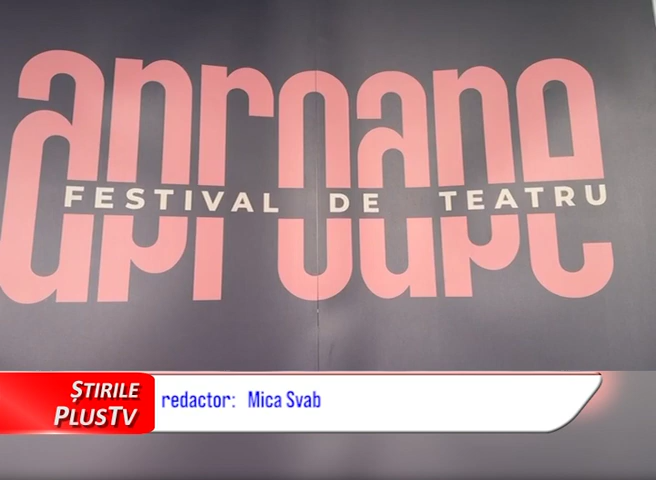 aproape
FESTIVAL DE TEATRU
ȘTIRILE
PLUSTV
redactor: Mica Svab